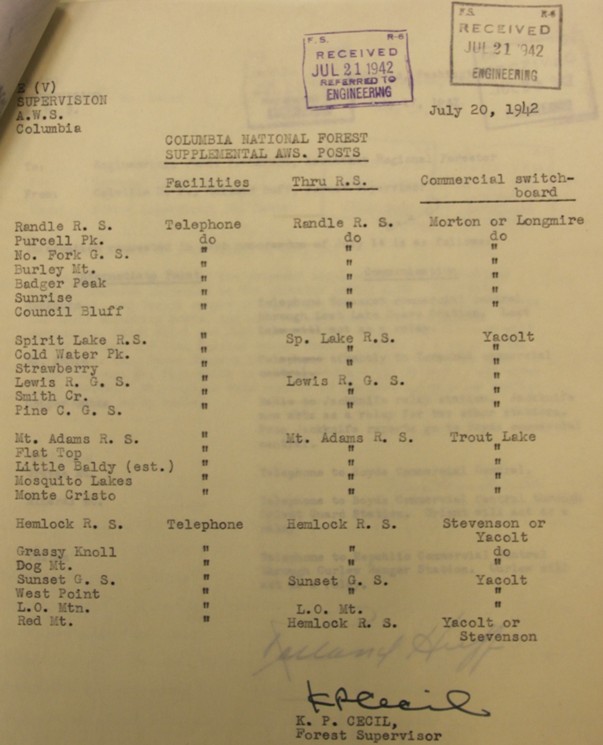 F.S. R-6
RECEIVED
JUL 21 1942
REFERRED TO
ENGINEERING
F.S. R-6
RECEIVED
JUL 21 '942
ENGINEERING
E (V)
SUPERVISION
A.W.S.
Columbia
July 20, 1942
COLUMBIA NATIONAL FOREST
SUPPLEMENTAL AWS. POSTS
Facilities Thru R.S. Commercial switch-
board
Randle R. S. Telephone Randle R. S. Morton or Longmire
Purcell Pk. do do do
No. Fork G. S. " " "
Burley Mt. " " "
Badger Peak " " "
Sunrise " " "
Council Bluff " " "
Spirit Lake R.S. " Sp. Lake R.S. Yacolt
Cold Water Pk. " " "
Strawberry " " "
Lewis R. G. S. " Lewis R. G. S. "
Smith Cr. " " "
Pine C. G. S. " " "
Mt. Adams R. S. " Mt. Adams R. S. Trout Lake
Flat Top " " "
Little Baldy (est.) " " "
Mosquito Lakes " " "
Monte Cristo " " "
Hemlock R. S. Telephone Hemlock R. S. Stevenson or
Yacolt
Grassy Knoll " " do
Dog Mt. " " "
Sunset G. S. " Sunset G. S. Yacolt
West Point " " "
L.O. Mtn. " L.O. Mt. "
Red Mt. " Hemlock R. S. Yacolt or
Stevenson
K P Cecil
K. P. CECIL,
Forest Supervisor